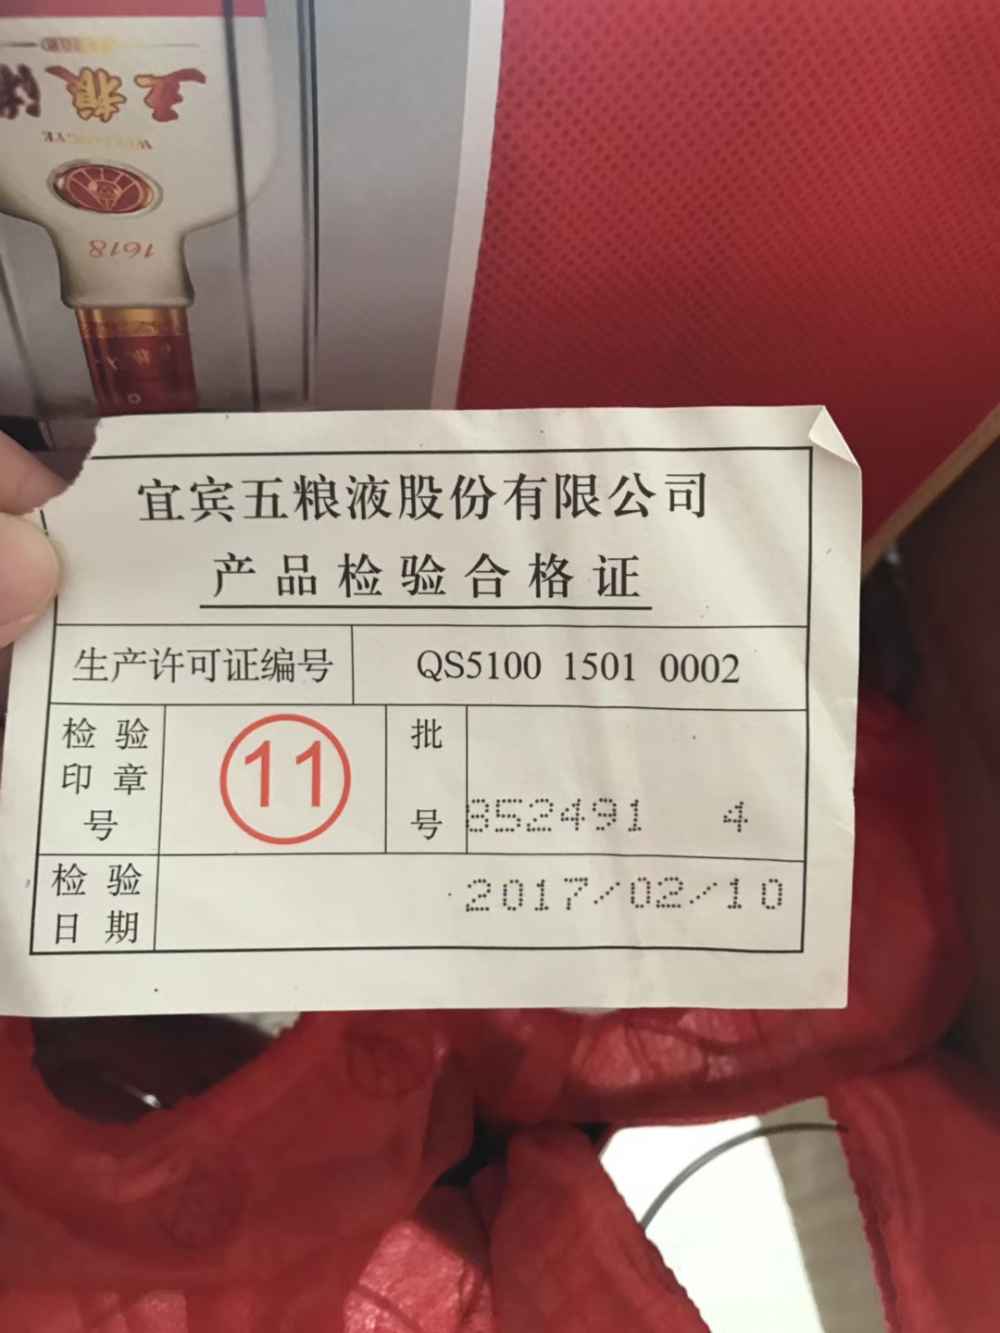 五粮
1618
宜宾五粮液股份有限公司
产品检验合格证
生产许可证编号 QS5100 1501 0002
检验印章号 11 批号 852491 4
检验日期 2017/02/10